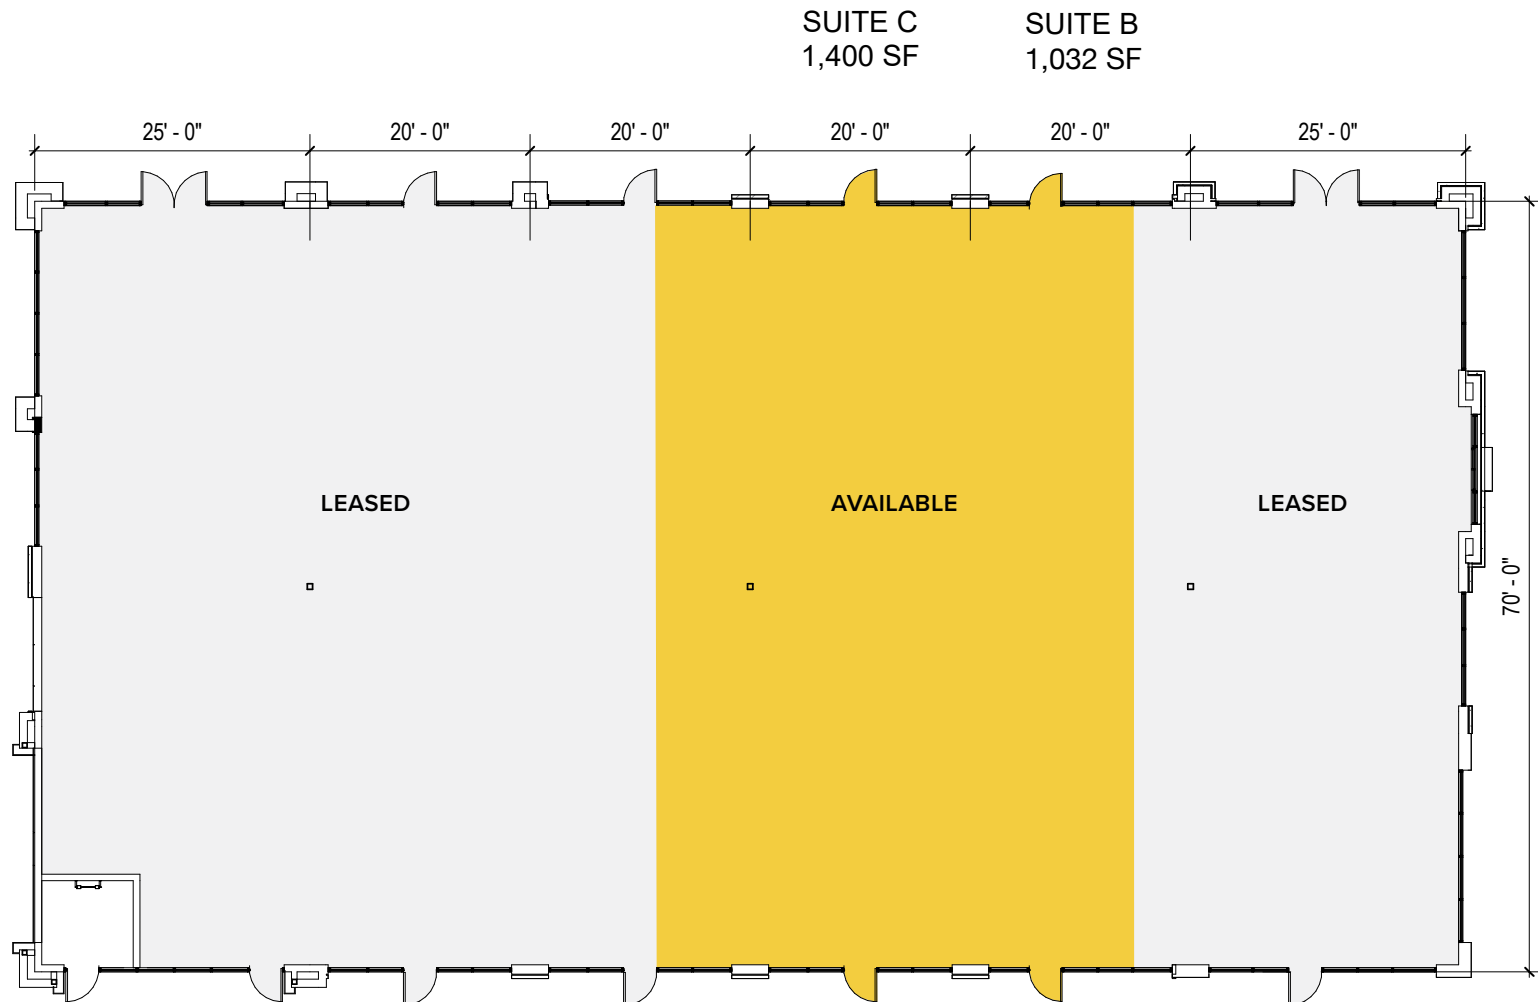 SUITE C
1,400 SF
SUITE B
1,032 SF
25' - 0"
20' - 0"
20' - 0"
20' - 0"
20' - 0"
25' - 0"
LEASED
AVAILABLE
LEASED
70' - 0"